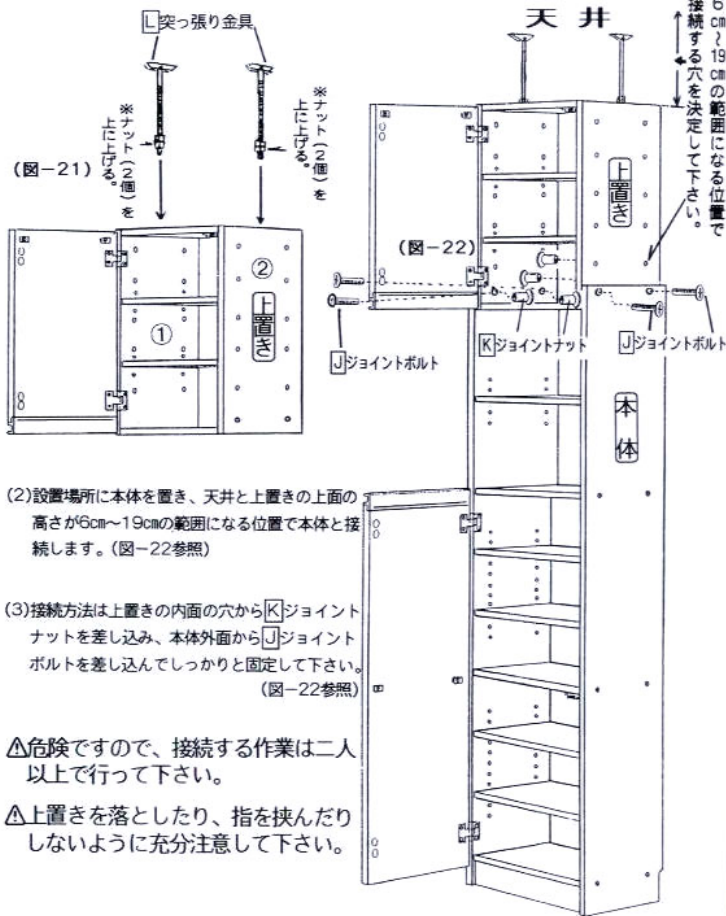 L突っ張り金具
※ナット(2個)を
上に上げる。
※ナット(2個)を
上に上げる。
(図-21)
①
②
上置き
天井
6cm〜19cmの範囲になる位置で
接続する穴を決定して下さい。
上置き
(図-22)
Jジョイントボルト
Kジョイントナット
Jジョイントボルト
本体
(2)設置場所に本体を置き、天井と上置きの上面の
高さが6cm〜19cmの範囲になる位置で本体と接
続します。(図-22参照)
(3)接続方法は上置きの内面の穴からKジョイント
ナットを差し込み、本体外面からJジョイント
ボルトを差し込んでしっかりと固定して下さい。
(図-22参照)
⚠危険ですので、接続する作業は二人
以上で行って下さい。
⚠上置きを落としたり、指を挟んだり
しないように充分注意して下さい。